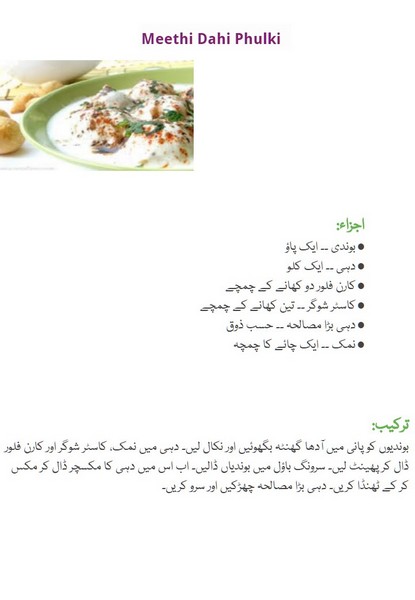 Meethi Dahi Phulki
اجزاء:
● بوندی -- ایک پاؤ
● دہی -- ایک کلو
● کارن فلور دو کھانے کے چمچے
● کاسٹر شوگر -- تین کھانے کے چمچے
● دہی بڑا مصالحہ -- حسب ذوق
● نمک -- ایک چائے کا چمچہ
ترکیب:
بوندیوں کو پانی میں آدھا گھنٹہ بگھوئیں اور نکال لیں۔ دہی میں نمک، کاسٹر شوگر اور کارن فلور
ڈال کر پھینٹ لیں۔ سرونگ باؤل میں بوندیاں ڈالیں۔ اب اس میں دہی کا مکسچر ڈال کر مکس
کر کے ٹھنڈا کریں۔ دہی بڑا مصالحہ چھڑکیں اور سرو کریں۔